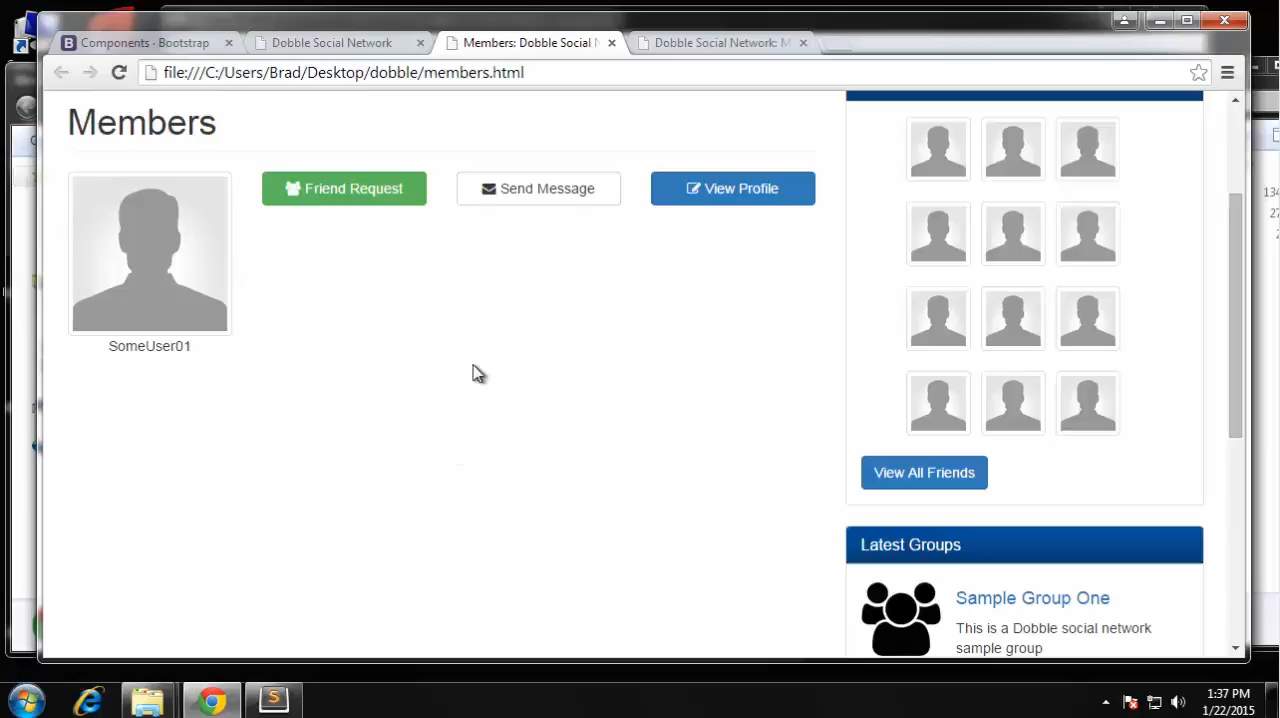 Components · Bootstrap
Dobble Social Network
Members: Dobble Social N
Dobble Social Network: M
file:///C:/Users/Brad/Desktop/dobble/members.html
Members
Friend Request
Send Message
View Profile
SomeUser01
View All Friends
Latest Groups
Sample Group One
This is a Dobble social network
sample group
1:37 PM
1/22/2015